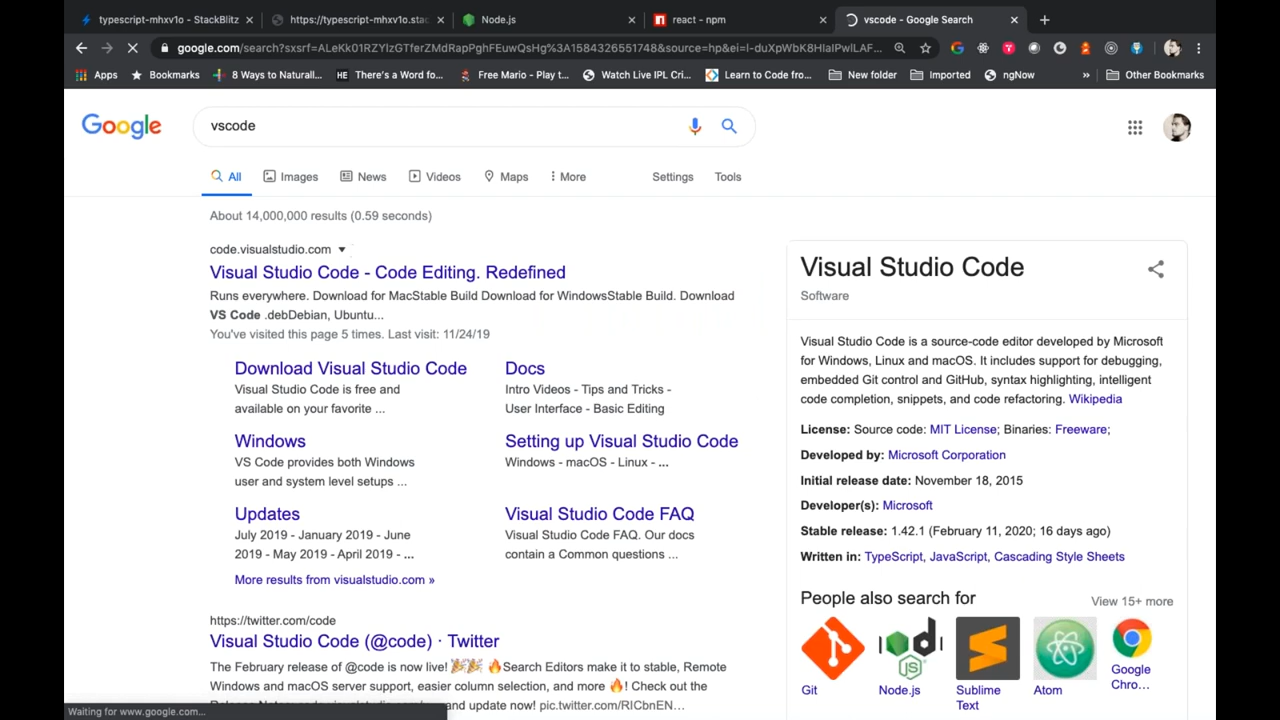 typescript-mhxv1o - StackBlitz
https://typescript-mhxv1o.stac
Node.js
react - npm
vscode - Google Search
google.com/search?sxsrf=ALeKk01RZYIzGTferZMdRapPghFEuwQsHg%3A1584326551748&source=hp&ei=l-duXpWbK8HIaIPwlLAF...
Apps
Bookmarks
8 Ways to Naturall...
HE There's a Word fo...
Free Mario - Play t...
Watch Live IPL Cri...
Learn to Code fro...
New folder
Imported
ngNow
»
Other Bookmarks
Google
vscode
All
Images
News
Videos
Maps
More
Settings
Tools
About 14,000,000 results (0.59 seconds)
code.visualstudio.com
Visual Studio Code - Code Editing. Redefined
Runs everywhere. Download for MacStable Build Download for WindowsStable Build. Download
VS Code .debDebian, Ubuntu...
You've visited this page 5 times. Last visit: 11/24/19
Download Visual Studio Code
Visual Studio Code is free and
available on your favorite ...
Docs
Intro Videos - Tips and Tricks -
User Interface - Basic Editing
Windows
VS Code provides both Windows
user and system level setups ...
Setting up Visual Studio Code
Windows - macOS - Linux - ...
Updates
July 2019 - January 2019 - June
2019 - May 2019 - April 2019 - ...
Visual Studio Code FAQ
Visual Studio Code FAQ. Our docs
contain a Common questions ...
More results from visualstudio.com »
https://twitter.com/code
Visual Studio Code (@code) · Twitter
The February release of @code is now live! 🎉🎉 🔥Search Editors make it to stable, Remote
Windows and macOS server support, easier column selection, and more 🔥! Check out the
and update now! pic.twitter.com/RICbnEN...
Waiting for www.google.com...
Visual Studio Code
Software
Visual Studio Code is a source-code editor developed by Microsoft
for Windows, Linux and macOS. It includes support for debugging,
embedded Git control and GitHub, syntax highlighting, intelligent
code completion, snippets, and code refactoring. Wikipedia
License: Source code: MIT License; Binaries: Freeware;
Developed by: Microsoft Corporation
Initial release date: November 18, 2015
Developer(s): Microsoft
Stable release: 1.42.1 (February 11, 2020; 16 days ago)
Written in: TypeScript, JavaScript, Cascading Style Sheets
People also search for
View 15+ more
Git
Node.js
Sublime
Text
Atom
Google
Chro...